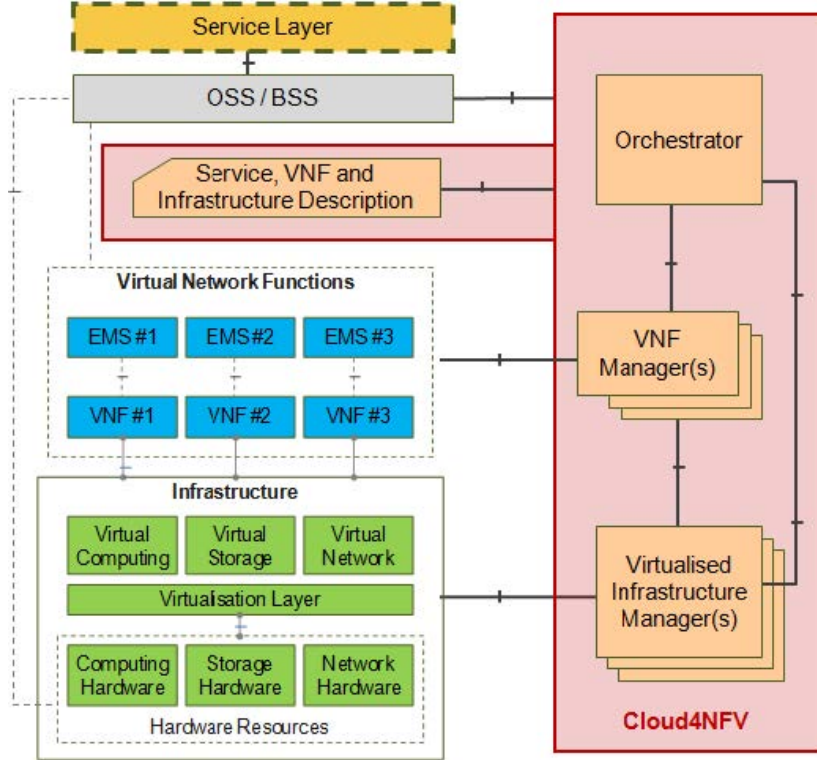 Service Layer
OSS / BSS
Orchestrator
Service, VNF and
Infrastructure Description
Virtual Network Functions
EMS #1
EMS #2
EMS #3
VNF
Manager(s)
VNF #1
VNF #2
VNF #3
Infrastructure
Virtual
Computing
Virtual
Storage
Virtual
Network
Virtualisation Layer
Virtualised
Infrastructure
Manager(s)
Computing
Hardware
Storage
Hardware
Network
Hardware
Hardware Resources
Cloud4NFV